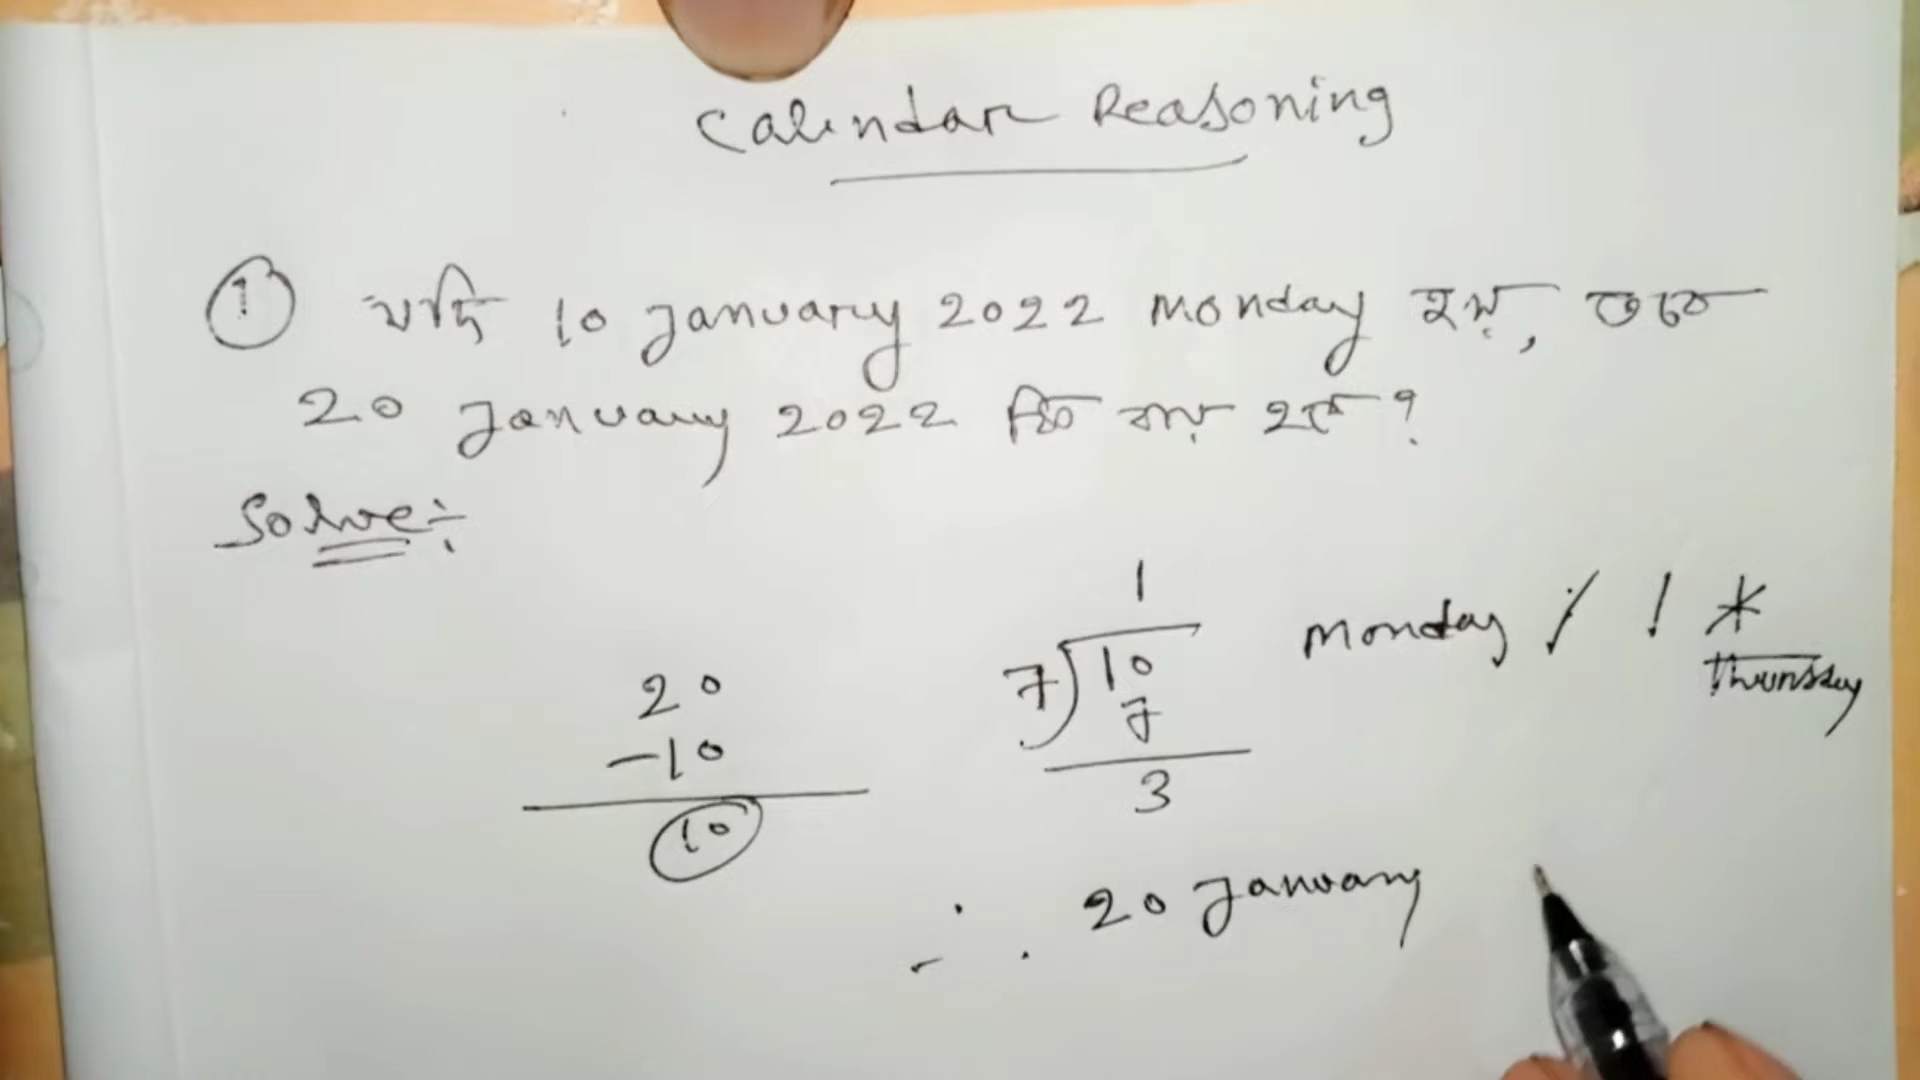 Calendar Reasoning
① যদি 10 January 2022 Monday হয়, তবে
20 January 2022 কি বার হবে?
Solve:-
1
7)10 Monday / ! *
7 Thursday
3
20
-10
10
∴ 20 January